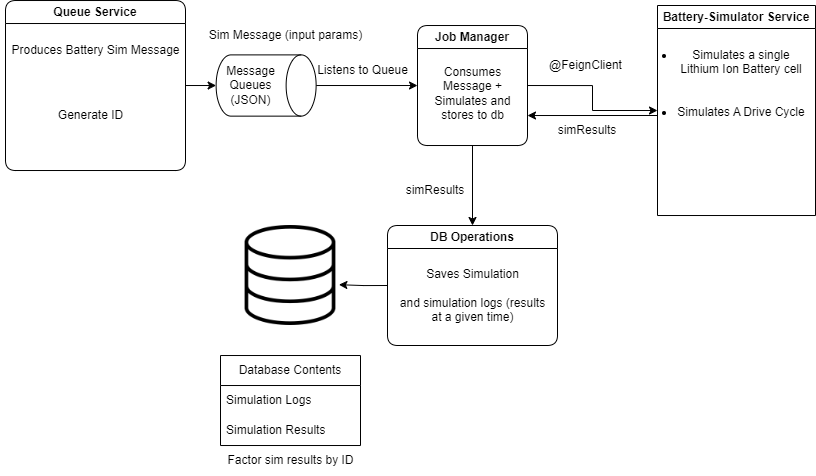 Queue Service
Produces Battery Sim Message
Generate ID
Sim Message (input params)
Message
Queues
(JSON)
Listens to Queue
Job Manager
Consumes
Message +
Simulates and
stores to db
@FeignClient
simResults
Battery-Simulator Service
Simulates a single
Lithium Ion Battery cell
Simulates A Drive Cycle
simResults
DB Operations
Saves Simulation
and simulation logs (results
at a given time)
Database Contents
Simulation Logs
Simulation Results
Factor sim results by ID